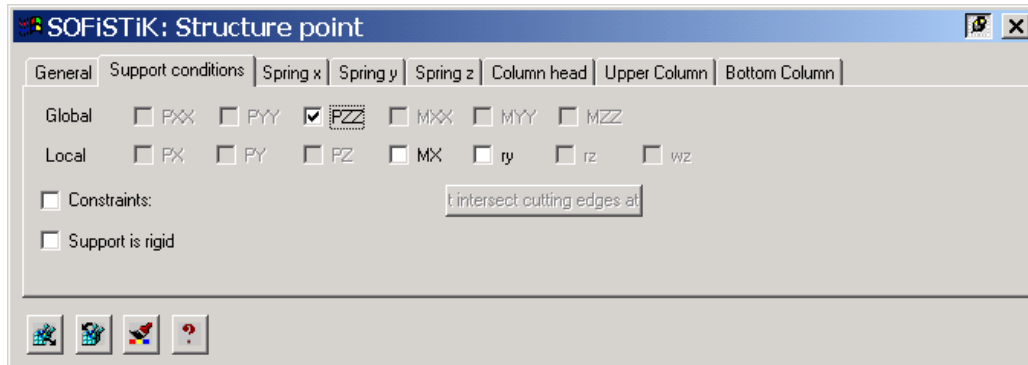 SOFiSTiK: Structure point
General Support conditions Spring x Spring y Spring z Column head Upper Column Bottom Column
Global PXX PYY PZZ MXX MYY MZZ
Local PX PY PZ MX ry rz wz
Constraints: t intersect cutting edges at
Support is rigid
?